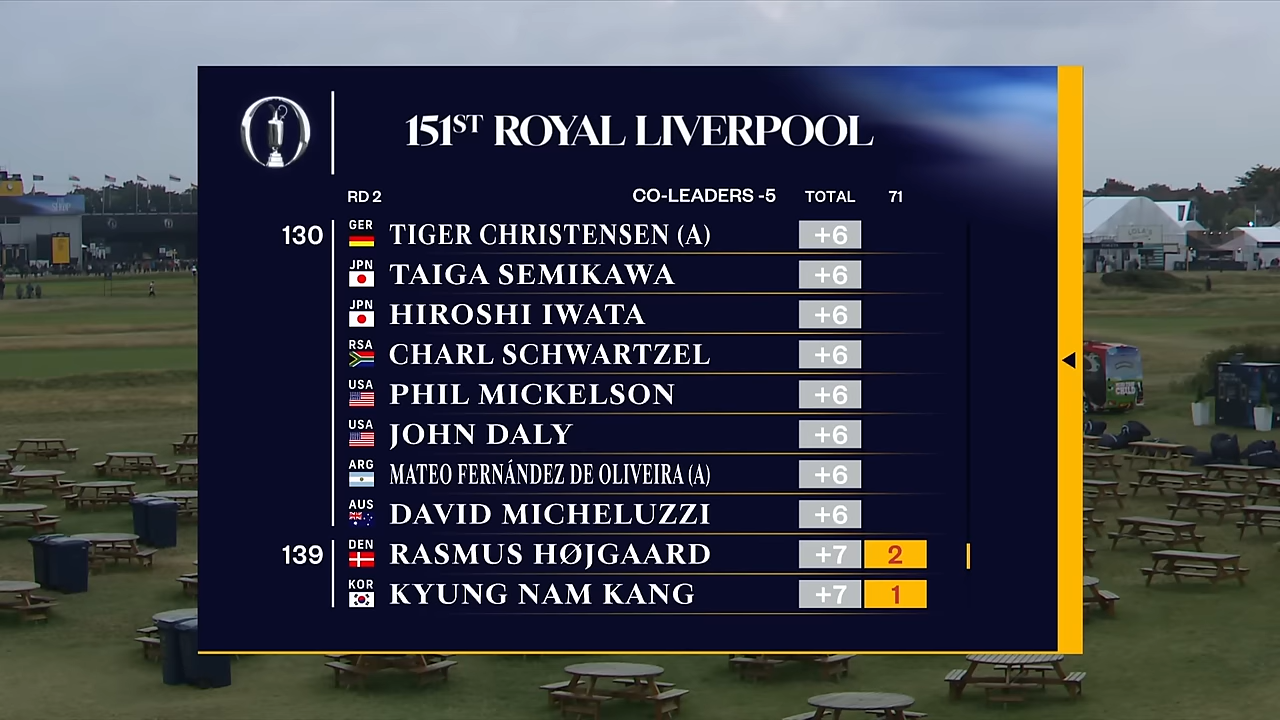 151ST ROYAL LIVERPOOL
RD 2 CO-LEADERS -5 TOTAL 71
130 GER TIGER CHRISTENSEN (A) +6
JPN TAIGA SEMIKAWA +6
JPN HIROSHI IWATA +6
RSA CHARL SCHWARTZEL +6
USA PHIL MICKELSON +6
USA JOHN DALY +6
ARG MATEO FERNÁNDEZ DE OLIVEIRA (A) +6
AUS DAVID MICHELUZZI +6
139 DEN RASMUS HØJGAARD +7 2
KOR KYUNG NAM KANG +7 1